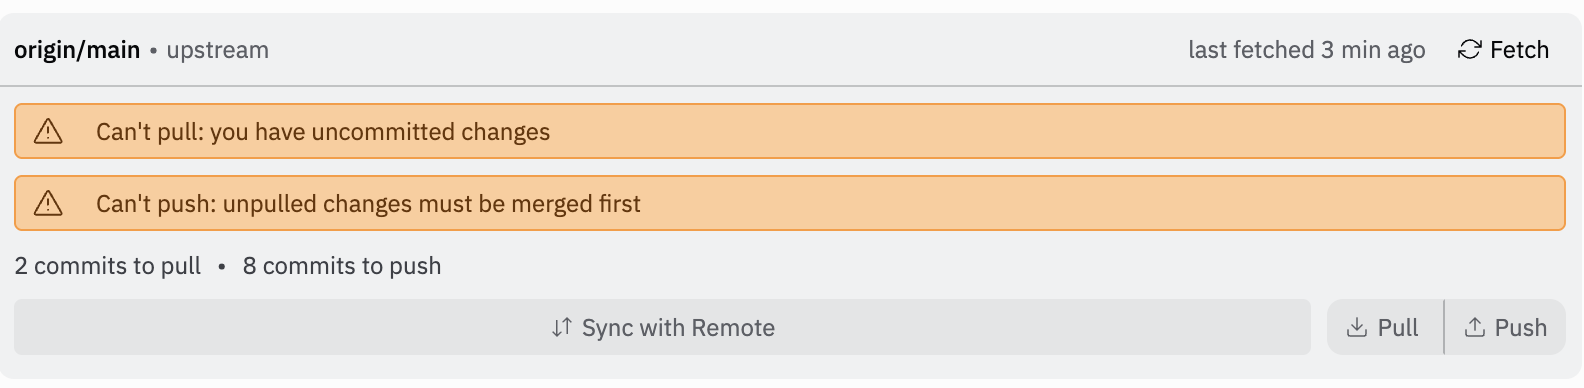 origin/main • upstream last fetched 3 min ago Fetch
Can't pull: you have uncommitted changes
Can't push: unpulled changes must be merged first
2 commits to pull • 8 commits to push
Sync with Remote Pull Push